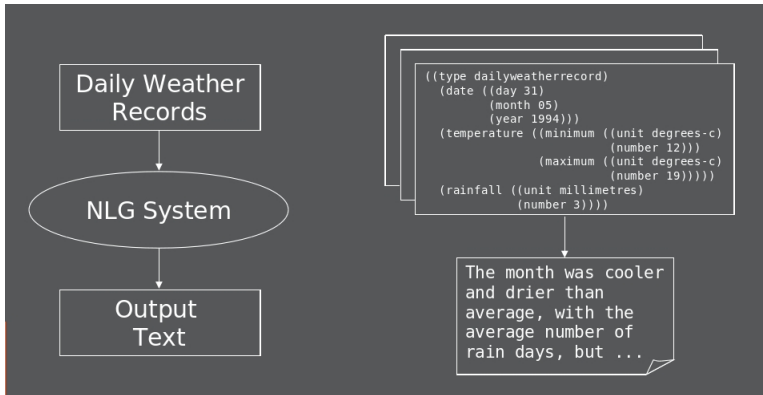 Daily Weather
Records
NLG System
Output
Text
((type dailyweatherrecord)
(date ((day 31)
(month 05)
(year 1994)))
(temperature ((minimum ((unit degrees-c)
(number 12)))
(maximum ((unit degrees-c)
(number 19)))))
(rainfall ((unit millimetres)
(number 3))))
The month was cooler
and drier than
average, with the
average number of
rain days, but ...